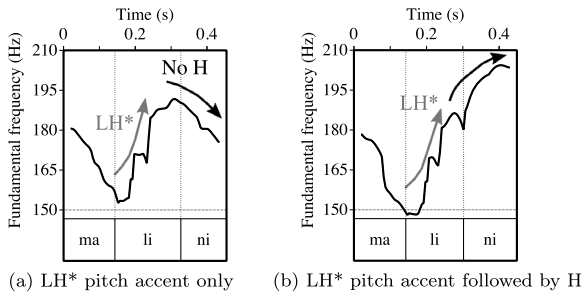 Time (s)
0 0.2 0.4
Fundamental frequency (Hz)
210
195
180
165
150
LH*
No H
ma li ni
(a) LH* pitch accent only
Time (s)
0 0.2 0.4
Fundamental frequency (Hz)
210
195
180
165
150
LH*
ma li ni
(b) LH* pitch accent followed by H